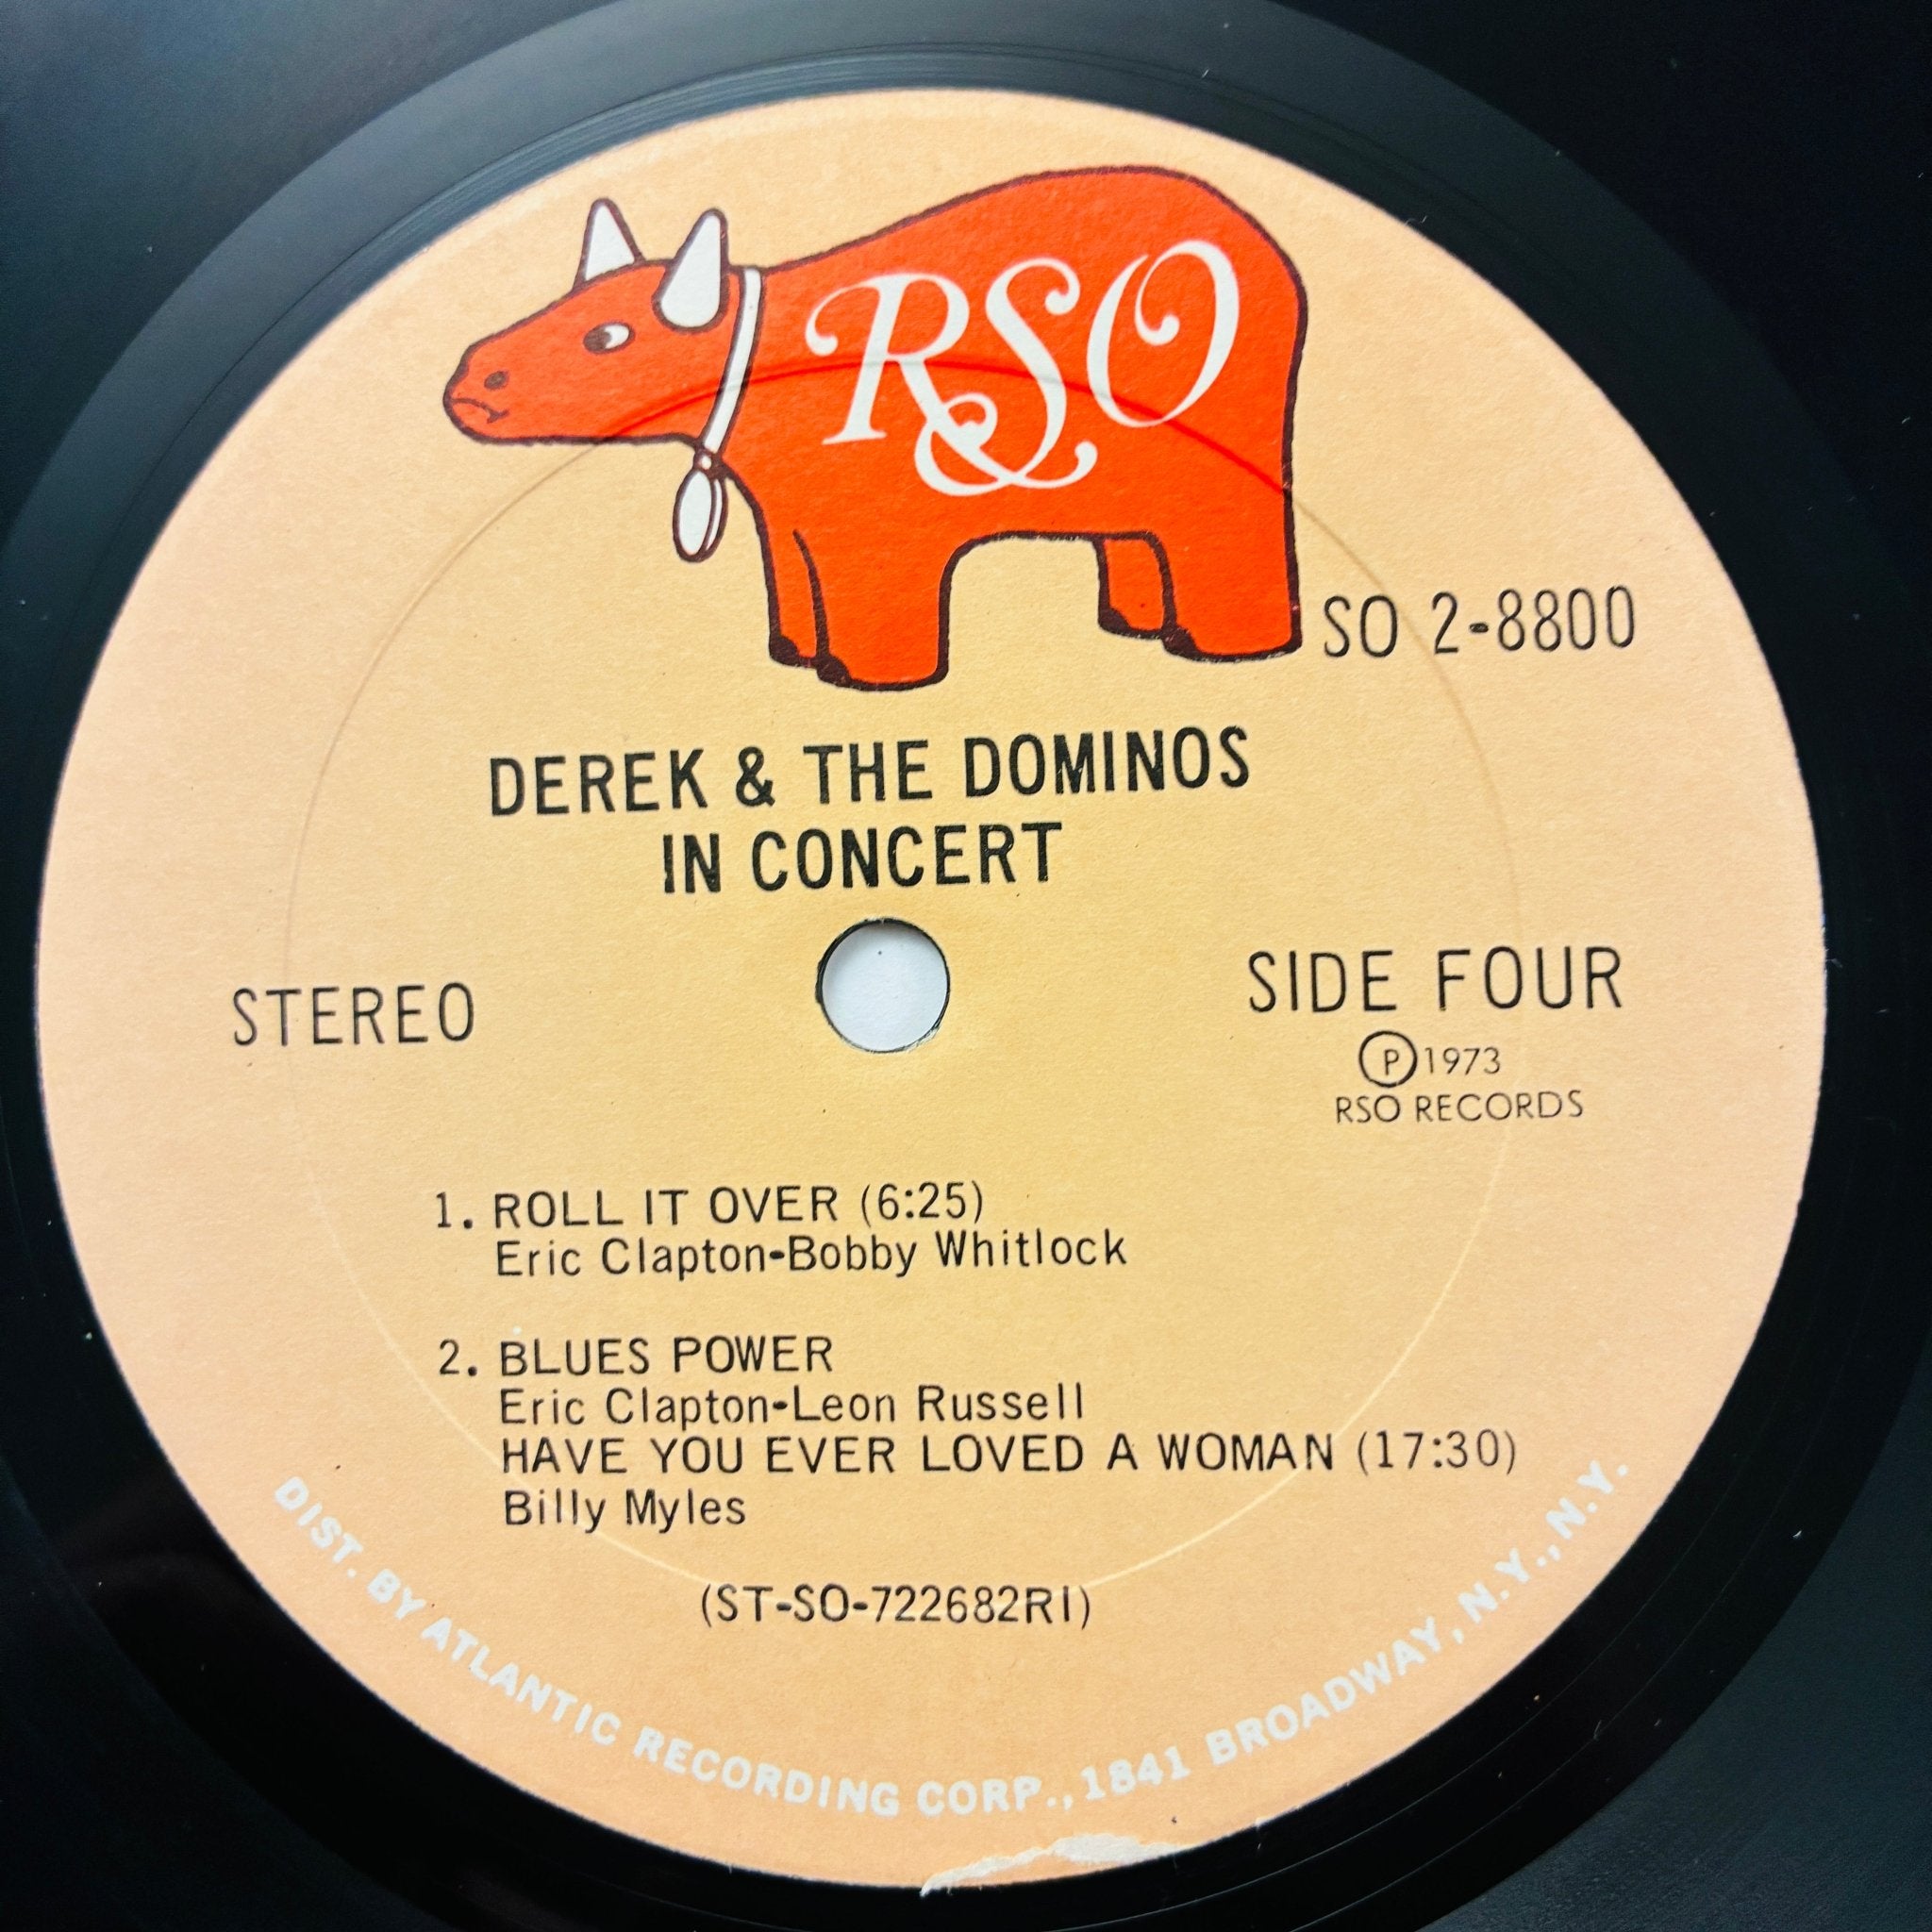 RSO
SO 2-8800
DEREK & THE DOMINOS
IN CONCERT
STEREO
SIDE FOUR
Ⓟ1973
RSO RECORDS
1. ROLL IT OVER (6:25)
Eric Clapton-Bobby Whitlock
2. BLUES POWER
Eric Clapton-Leon Russell
HAVE YOU EVER LOVED A WOMAN (17:30)
Billy Myles
(ST-SO-722682RI)
DIST. BY ATLANTIC RECORDING CORP., 1841 BROADWAY, N.Y., N.Y.